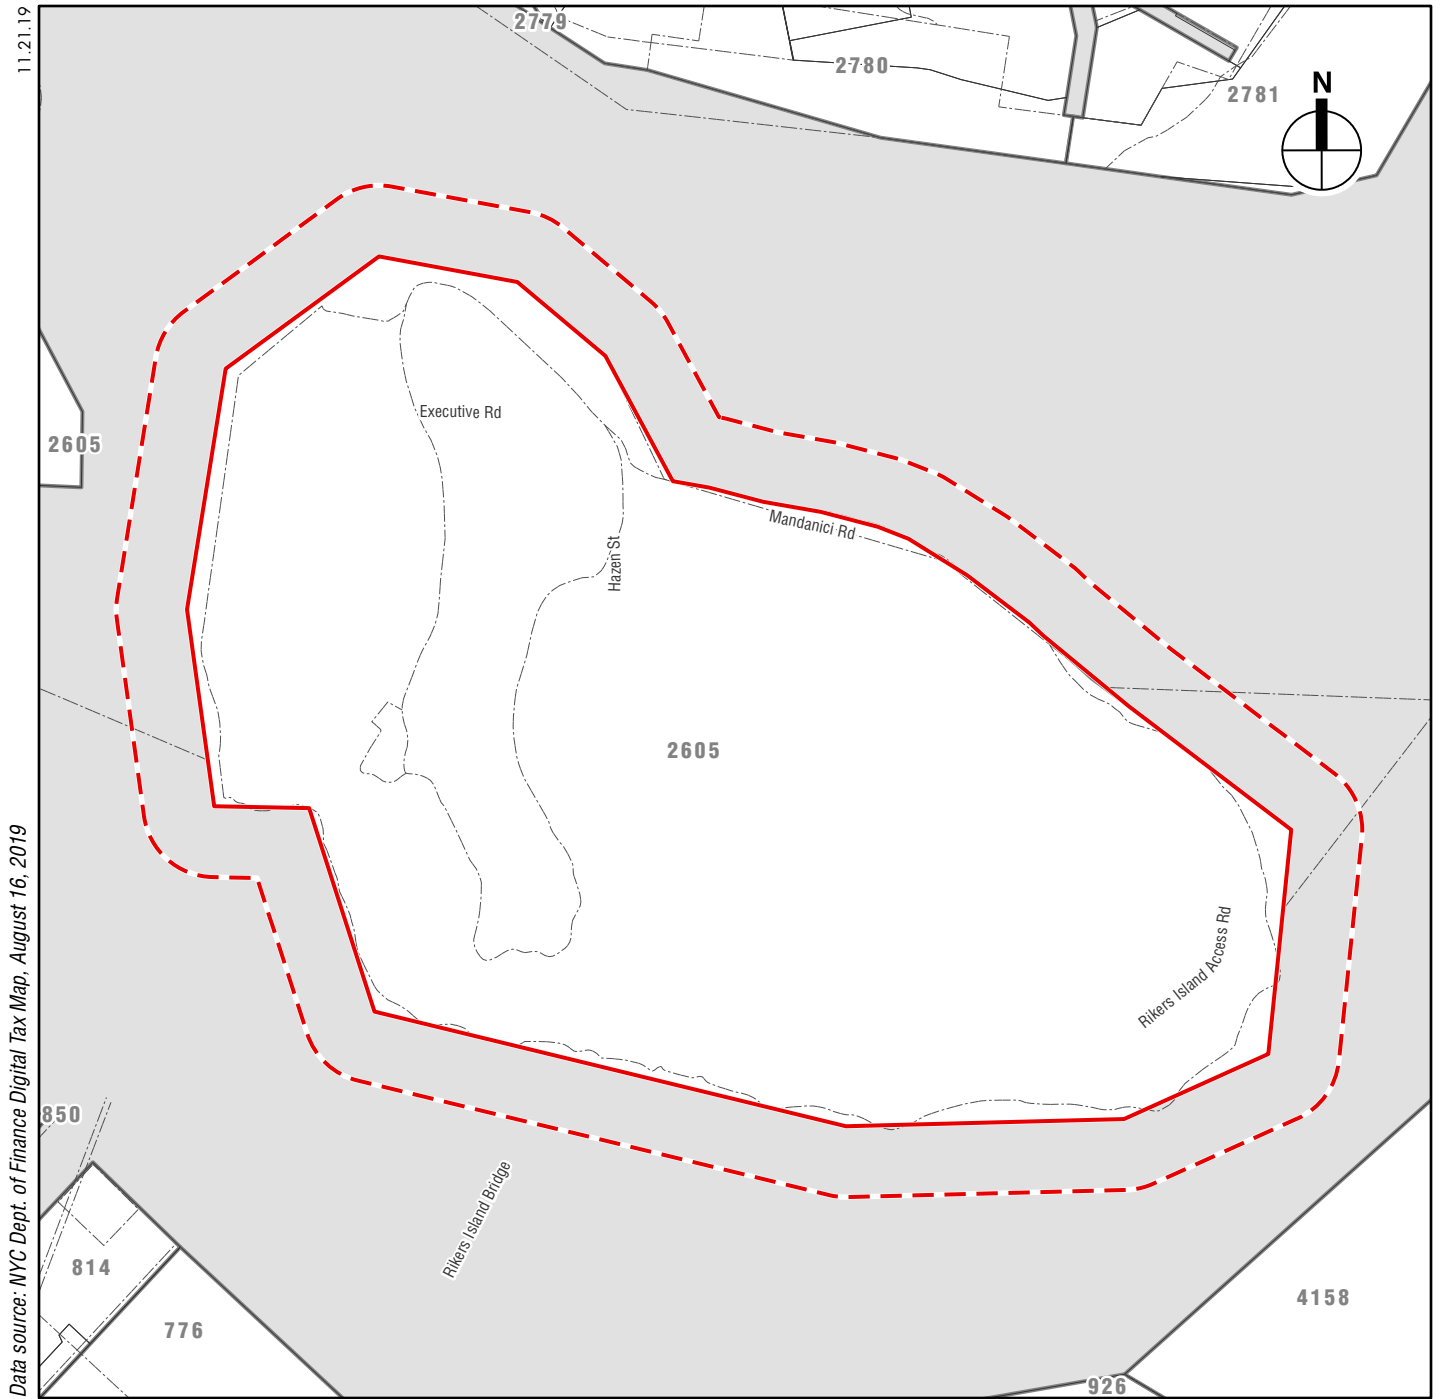 11.21.19
2779
2780
2781
N
2605
Executive Rd
Mandanici Rd
Hazen St
2605
Rikers Island Access Rd
850
Rikers Island Bridge
814
776
4158
926
Data source: NYC Dept. of Finance Digital Tax Map, August 16, 2019